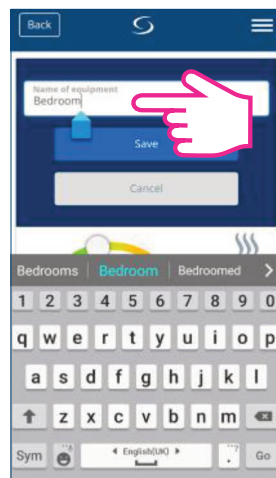 Back
Name of equipment
Bedroom
Save
Cancel
Bedrooms Bedroom Bedroomed >
1 2 3 4 5 6 7 8 9 0
q w e r t y u i o p
a s d f g h j k l
z x c v b n m
Sym English(UK) . Go